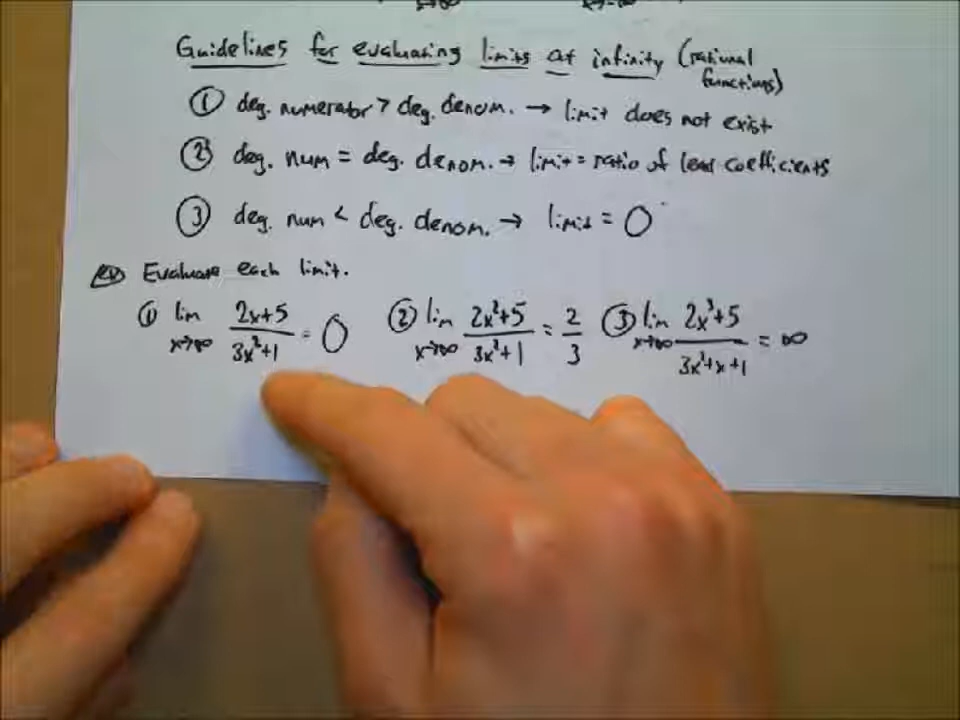 Guidelines for evaluating limits at infinity (rational functions)
① deg. numerator > deg. denom. → limit does not exist
② deg. num = deg. denom. → limit = ratio of lead coefficients
③ deg. num < deg. denom. → limit = 0
Ex Evaluate each limit.
① lim x→∞ (2x+5)/(3x²+1) = 0 ② lim x→∞ (2x²+5)/(3x²+1) = 2/3 ③ lim x→∞ (2x³+5)/(3x²+x+1) = ∞